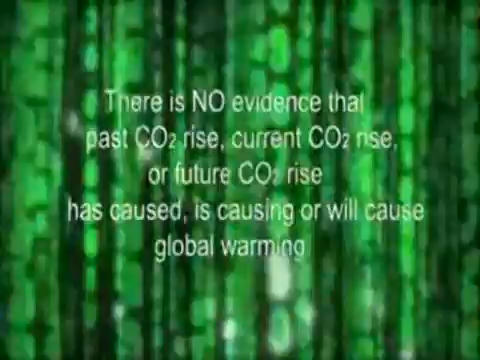 There is NO evidence that
past CO₂ rise, current CO₂ rise,
or future CO₂ rise
has caused, is causing or will cause
global warming